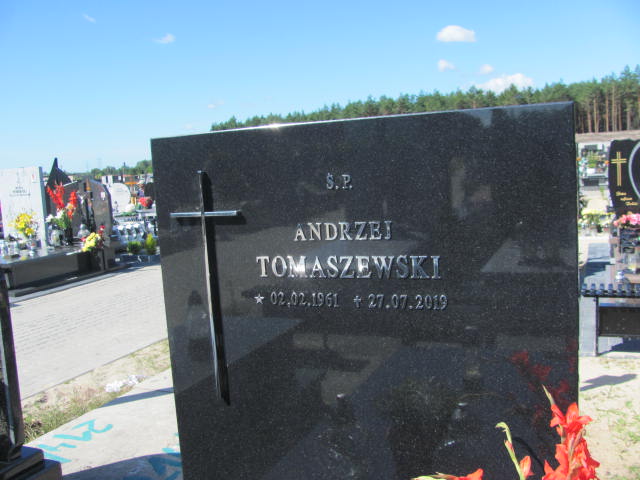 Ś.P.
ANDRZEJ
TOMASZEWSKI
★ 02.02.1961 ✝ 27.07.2019